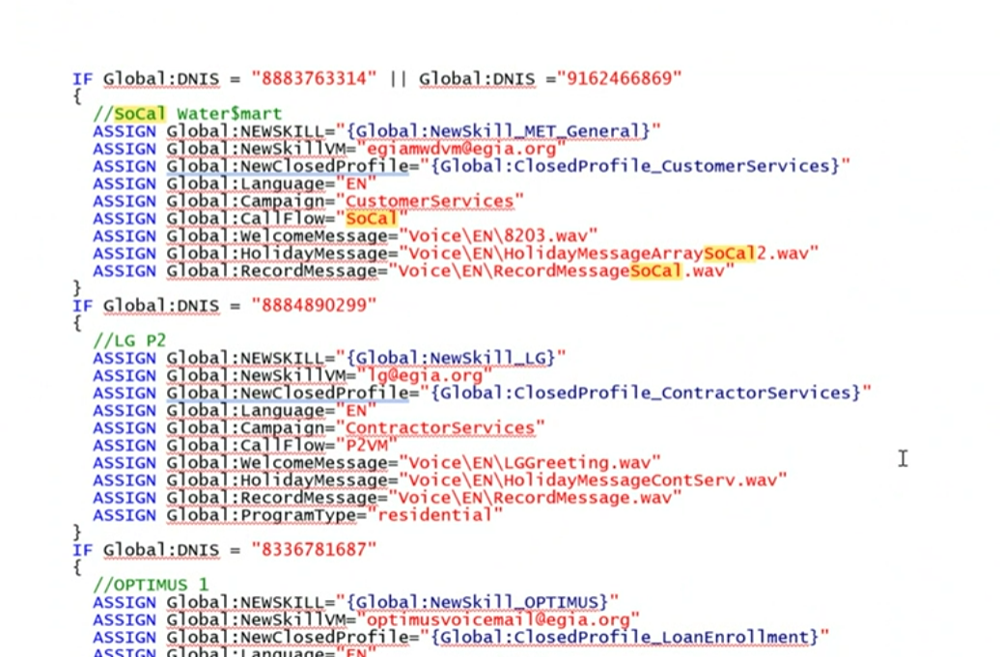 IF Global:DNIS = "8883763314" || Global:DNIS ="9162466869"
{
//SoCal Water$mart
ASSIGN Global:NEWSKILL="{Global:NewSkill_MET_General}"
ASSIGN Global:NewSkillVM="egiamwdvm@egia.org"
ASSIGN Global:NewClosedProfile="{Global:ClosedProfile_CustomerServices}"
ASSIGN Global:Language="EN"
ASSIGN Global:Campaign="CustomerServices"
ASSIGN Global:CallFlow="SoCal"
ASSIGN Global:WelcomeMessage="Voice\EN\8203.wav"
ASSIGN Global:HolidayMessage="Voice\EN\HolidayMessageArraySoCal2.wav"
ASSIGN Global:RecordMessage="Voice\EN\RecordMessageSoCal.wav"
}
IF Global:DNIS = "8884890299"
{
//LG P2
ASSIGN Global:NEWSKILL="{Global:NewSkill_LG}"
ASSIGN Global:NewSkillVM="lg@egia.org"
ASSIGN Global:NewClosedProfile="{Global:ClosedProfile_ContractorServices}"
ASSIGN Global:Language="EN"
ASSIGN Global:Campaign="ContractorServices"
ASSIGN Global:CallFlow="P2VM"
ASSIGN Global:WelcomeMessage="Voice\EN\LGGreeting.wav"
ASSIGN Global:HolidayMessage="Voice\EN\HolidayMessageContServ.wav"
ASSIGN Global:RecordMessage="Voice\EN\RecordMessage.wav"
ASSIGN Global:ProgramType="residential"
}
IF Global:DNIS = "8336781687"
{
//OPTIMUS 1
ASSIGN Global:NEWSKILL="{Global:NewSkill_OPTIMUS}"
ASSIGN Global:NewSkillVM="optimusvoicemail@egia.org"
ASSIGN Global:NewClosedProfile="{Global:ClosedProfile_LoanEnrollment}"
ASSIGN Global:Language="EN"